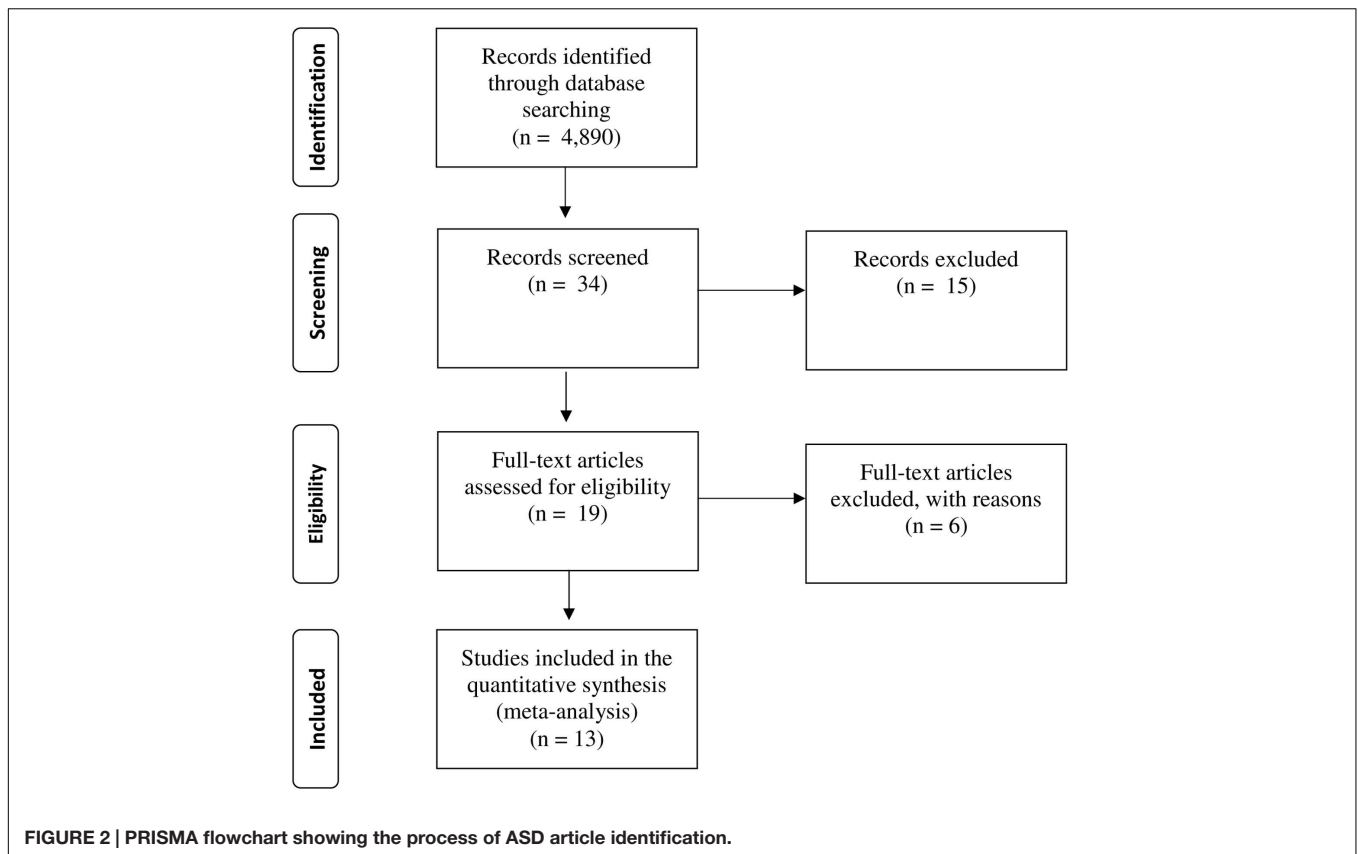 Identification
Records identified
through database
searching
(n = 4,890)
Screening
Records screened
(n = 34)
Records excluded
(n = 15)
Eligibility
Full-text articles
assessed for eligibility
(n = 19)
Full-text articles
excluded, with reasons
(n = 6)
Included
Studies included in the
quantitative synthesis
(meta-analysis)
(n = 13)
FIGURE 2 | PRISMA flowchart showing the process of ASD article identification.